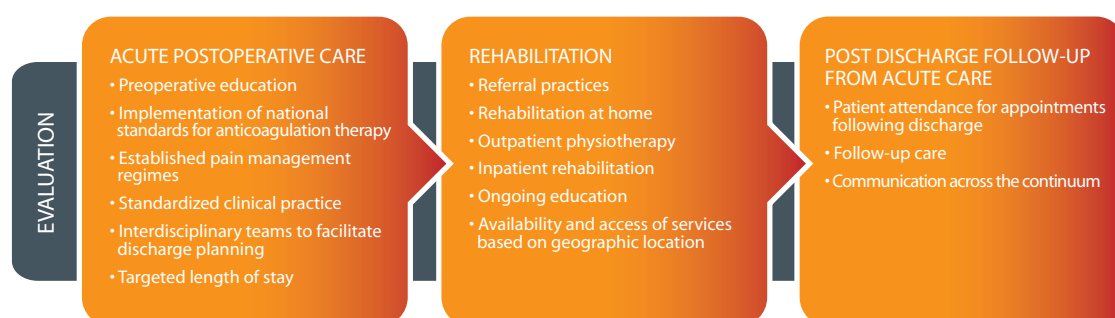 EVALUATION
ACUTE POSTOPERATIVE CARE
• Preoperative education
• Implementation of national
standards for anticoagulation therapy
• Established pain management
regimes
• Standardized clinical practice
• Interdisciplinary teams to facilitate
discharge planning
• Targeted length of stay
REHABILITATION
• Referral practices
• Rehabilitation at home
• Outpatient physiotherapy
• Inpatient rehabilitation
• Ongoing education
• Availability and access of services
based on geographic location
POST DISCHARGE FOLLOW-UP
FROM ACUTE CARE
• Patient attendance for appointments
following discharge
• Follow-up care
• Communication across the continuum